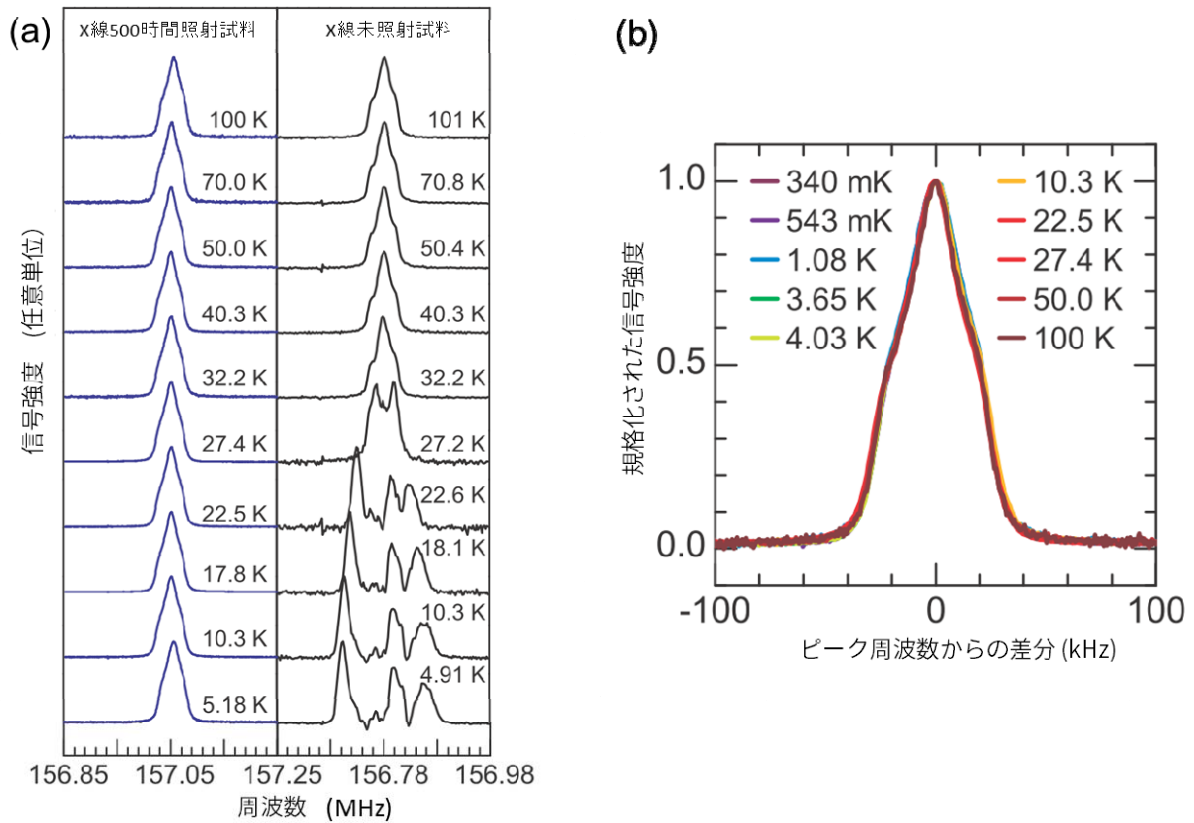 (a)
X線500時間照射試料
X線未照射試料
100 K
70.0 K
50.0 K
40.3 K
32.2 K
27.4 K
22.5 K
17.8 K
10.3 K
5.18 K
101 K
70.8 K
50.4 K
40.3 K
32.2 K
27.2 K
22.6 K
18.1 K
10.3 K
4.91 K
信号強度 (任意単位)
156.85 157.05 157.25 156.78 156.98
周波数 (MHz)
(b)
1.0
0.5
0.0
340 mK
543 mK
1.08 K
3.65 K
4.03 K
10.3 K
22.5 K
27.4 K
50.0 K
100 K
規格化された信号強度
-100 0 100
ピーク周波数からの差分 (kHz)